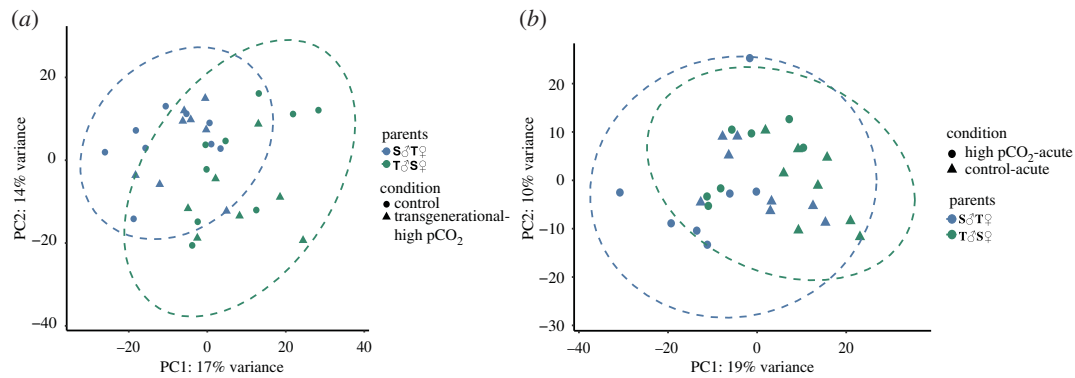 (a)
20
0
−20
−40
PC2: 14% variance
−20
0
20
40
PC1: 17% variance
parents
S♂T♀
T♂S♀
condition
control
transgenerational-
high pCO₂
(b)
20
10
0
−10
−20
−30
PC2: 10% variance
−40
−20
0
20
PC1: 19% variance
condition
high pCO₂-acute
control-acute
parents
S♂T♀
T♂S♀